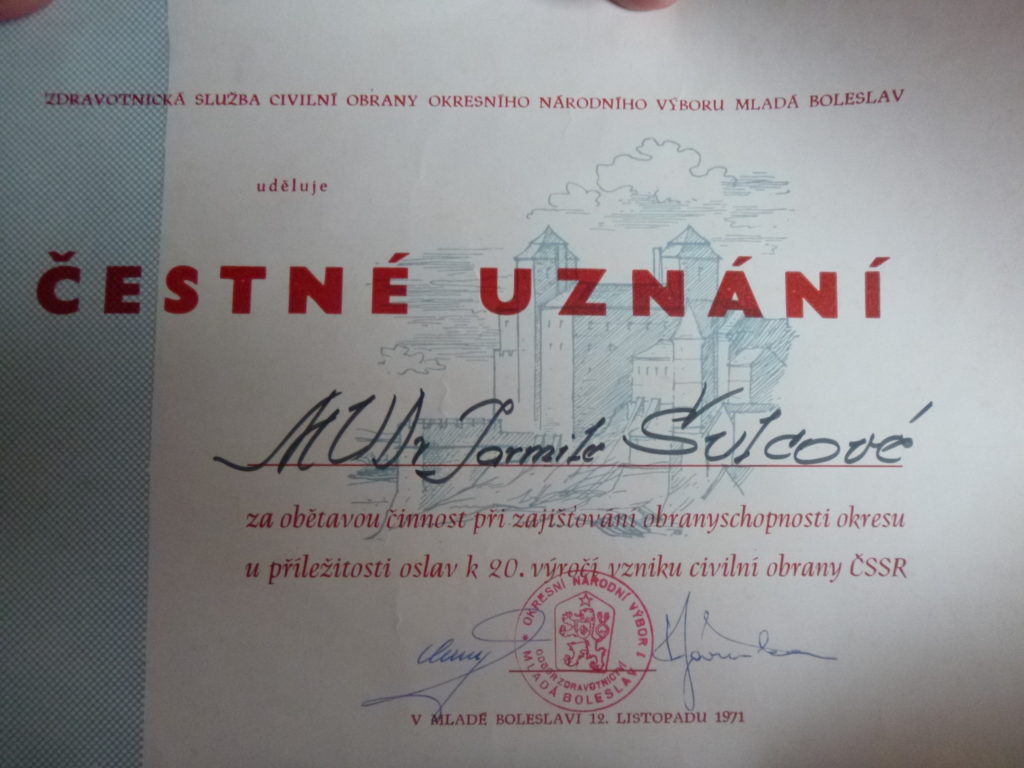 ZDRAVOTNICKÁ SLUŽBA CIVILNÍ OBRANY OKRESNÍHO NÁRODNÍHO VÝBORU MLADÁ BOLESLAV
uděluje
ČESTNÉ UZNÁNÍ
MUDr Jarmile Šulcové
za obětavou činnost při zajišťování obranyschopnosti okresu
u příležitosti oslav k 20. výročí vzniku civilní obrany ČSSR
OKRESNÍ NÁRODNÍ VÝBOR 1
ODBOR ZDRAVOTNICTVÍ
MLADÁ BOLESLAV
V MLADÉ BOLESLAVI 12. LISTOPADU 1971